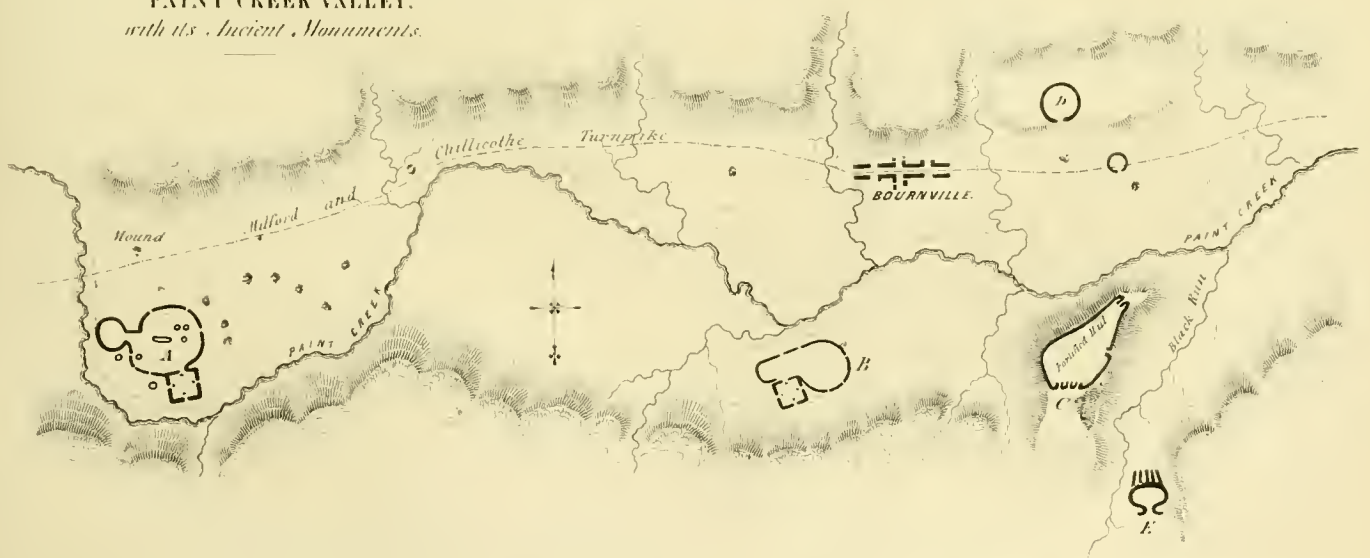 PAINT CREEK VALLEY.
with its Ancient Monuments.
Milford and Chillicothe Turnpike
Mound
A
PAINT CREEK
BOURNVILLE.
D
B
Fortified Hill
C
PAINT CREEK
Black Run
E